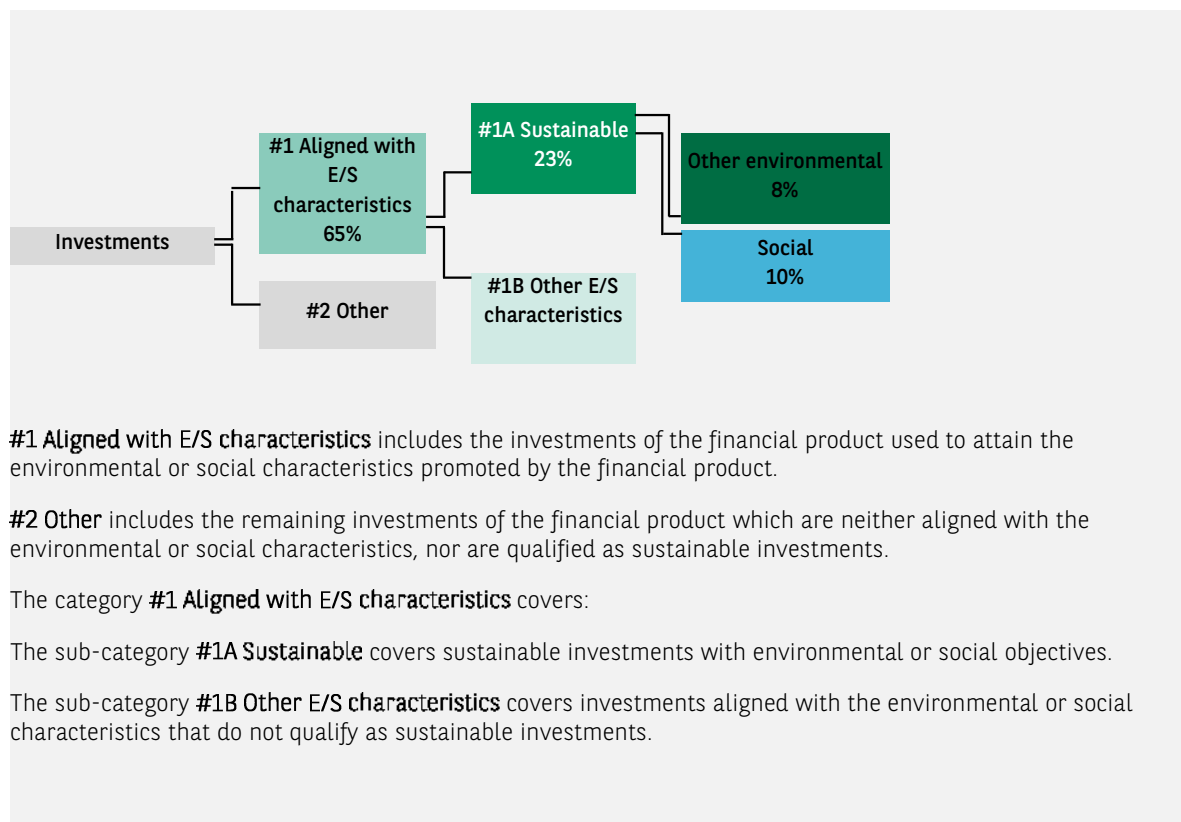 #1A Sustainable
23%
#1 Aligned with
E/S
characteristics
65%
Other environmental
8%
Investments
Social
10%
#2 Other
#1B Other E/S
characteristics
#1 Aligned with E/S characteristics includes the investments of the financial product used to attain the
environmental or social characteristics promoted by the financial product.
#2 Other includes the remaining investments of the financial product which are neither aligned with the
environmental or social characteristics, nor are qualified as sustainable investments.
The category #1 Aligned with E/S characteristics covers:
The sub-category #1A Sustainable covers sustainable investments with environmental or social objectives.
The sub-category #1B Other E/S characteristics covers investments aligned with the environmental or social
characteristics that do not qualify as sustainable investments.